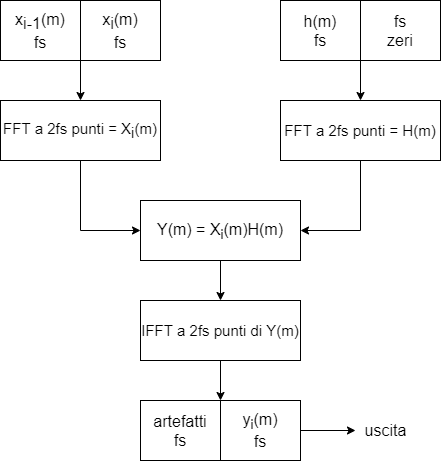 x_{i-1}(m) x_i(m) h(m) fs
fs fs fs zeri
FFT a 2fs punti = X_i(m) FFT a 2fs punti = H(m)
Y(m) = X_i(m)H(m)
IFFT a 2fs punti di Y(m)
artefatti y_i(m)
fs fs
uscita